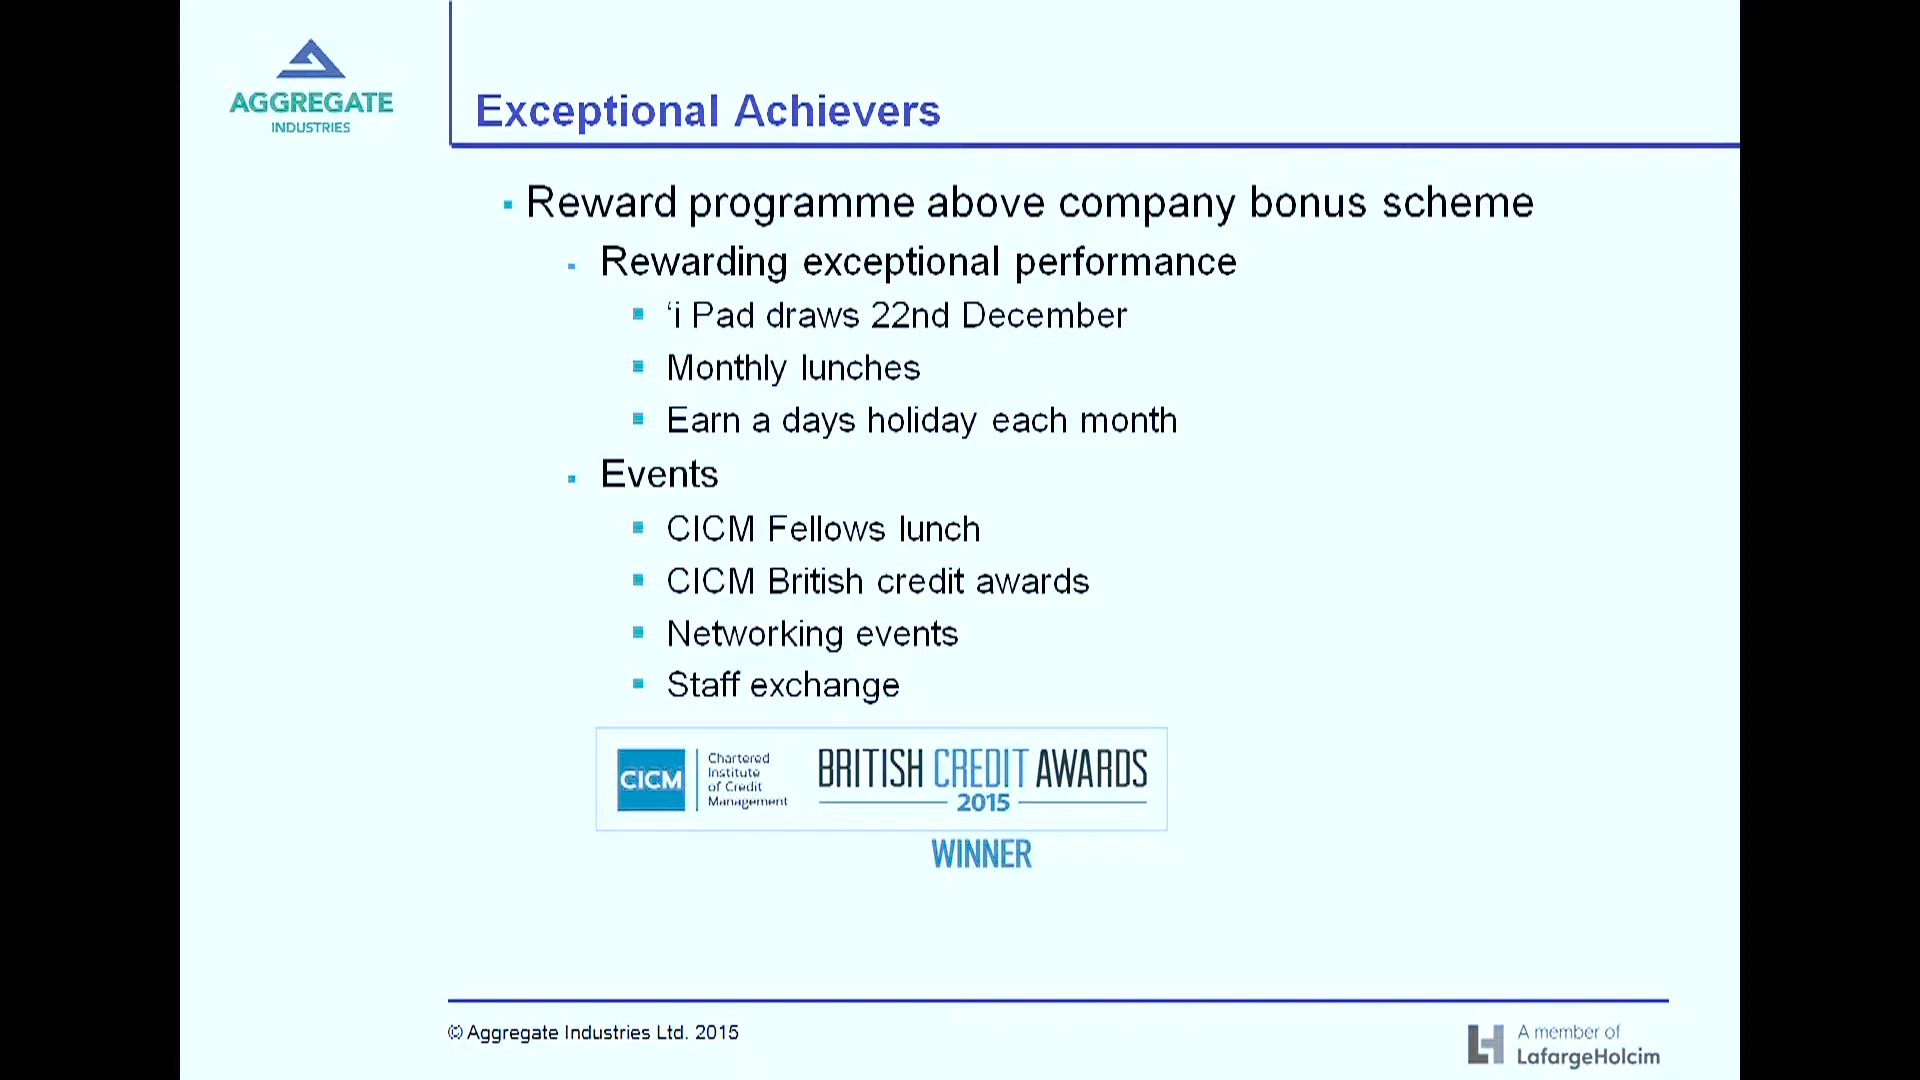 AGGREGATE
INDUSTRIES
Exceptional Achievers
Reward programme above company bonus scheme
Rewarding exceptional performance
‘i Pad draws 22nd December
Monthly lunches
Earn a days holiday each month
Events
CICM Fellows lunch
CICM British credit awards
Networking events
Staff exchange
CICM
Chartered
Institute
of Credit
Management
BRITISH CREDIT AWARDS
2015
WINNER
© Aggregate Industries Ltd. 2015
A member of
LafargeHolcim